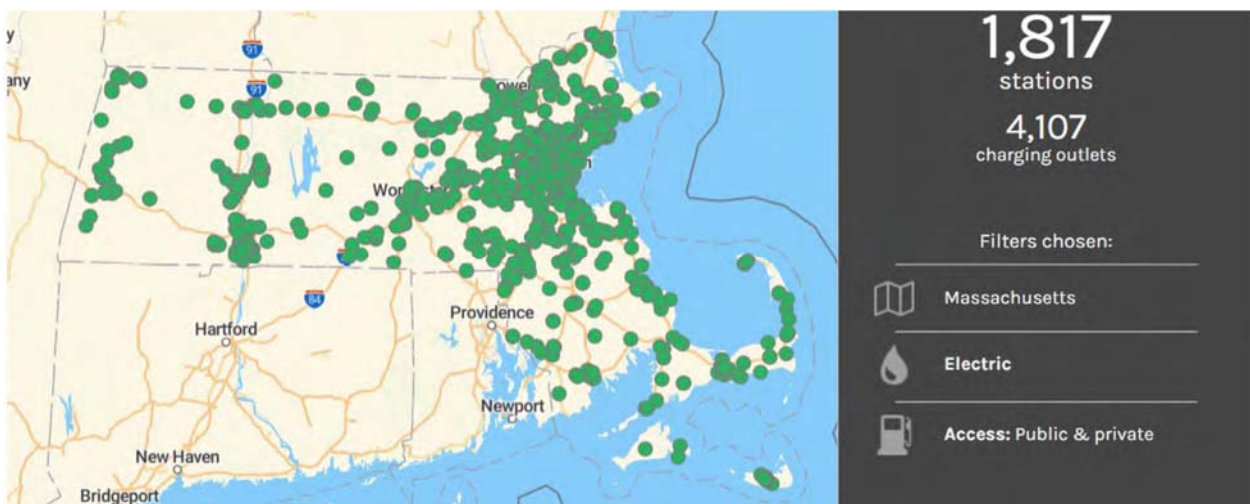 1,817
stations
4,107
charging outlets
Filters chosen:
Massachusetts
Electric
Access: Public & private
y
any
91
91
84
Hartford
Providence
Newport
New Haven
Bridgeport